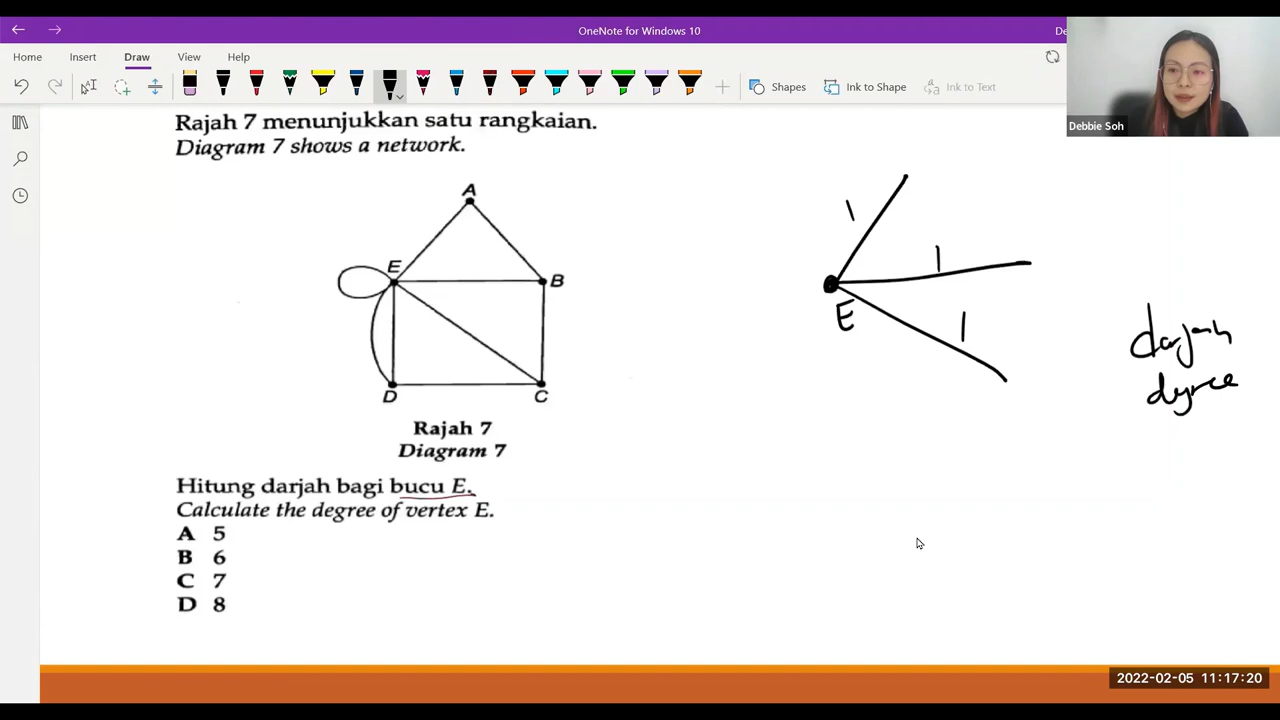 OneNote for Windows 10
De
Home Insert Draw View Help
Shapes Ink to Shape Ink to Text
Debbie Soh
Rajah 7 menunjukkan satu rangkaian.
Diagram 7 shows a network.
A
E
B
D
C
Rajah 7
Diagram 7
1
1
1
E
darjah
degree
Hitung darjah bagi bucu E.
Calculate the degree of vertex E.
A 5
B 6
C 7
D 8
2022-02-05 11:17:20